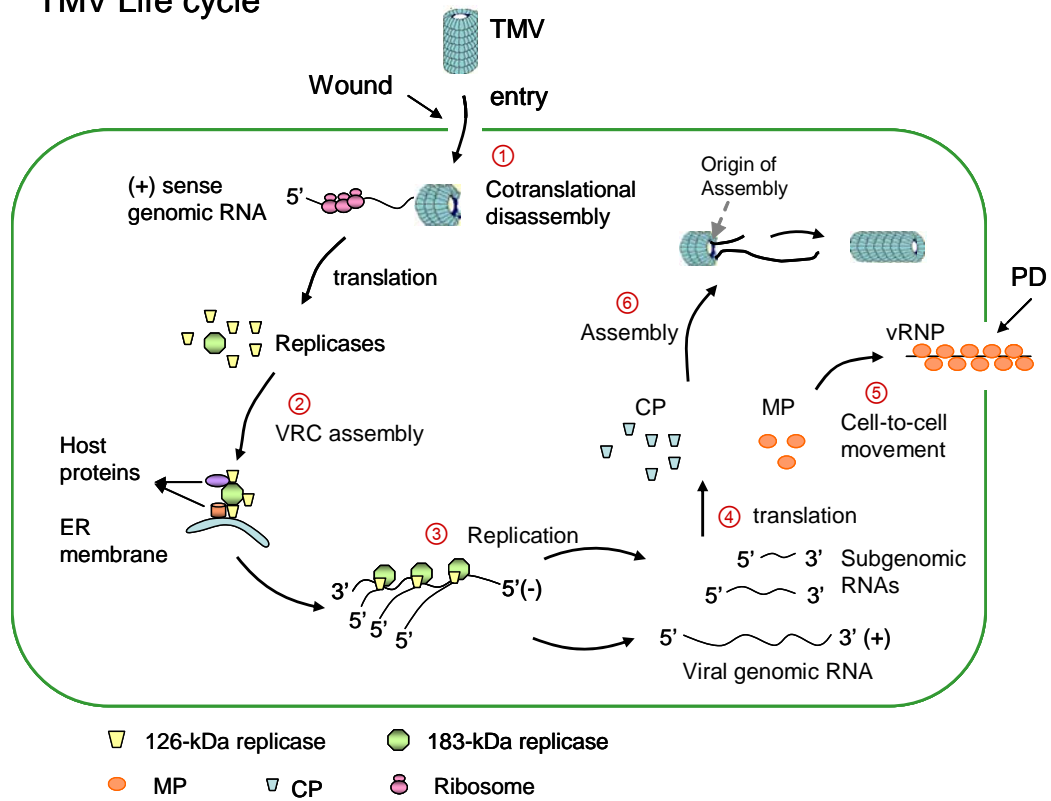 TMV Life cycle
TMV
Wound
entry
①
Origin of
Assembly
(+) sense
genomic RNA
5’
Cotranslational
disassembly
translation
PD
⑥
Assembly
vRNP
Replicases
②
VRC assembly
CP
MP
⑤
Cell-to-cell
movement
Host
proteins
ER
membrane
④ translation
③ Replication
5’ 3’
Subgenomic
RNAs
3’
5’(-)
5’ 3’
5’
5’
5’
5’ 3’ (+)
Viral genomic RNA
126-kDa replicase
183-kDa replicase
MP
CP
Ribosome